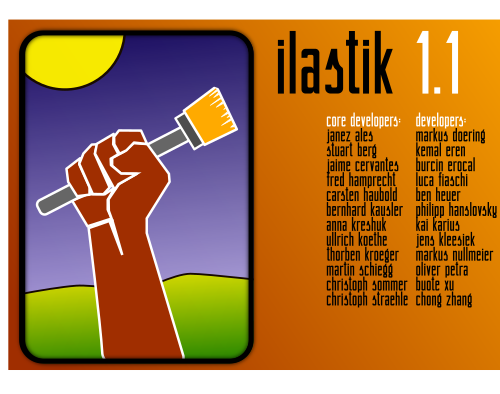 ilastik 1.1
core developers:
janez ales
stuart berg
jaime cervantes
fred hamprecht
carsten haubold
bernhard kausler
anna kreshuk
ullrich koethe
thorben kroeger
martin schiegg
christoph sommer
christoph straehle
developers:
markus doering
kemal eren
burcin erocal
luca fiaschi
ben heuer
philipp hanslovsky
kai karius
jens kleesiek
markus nullmeier
oliver petra
buote xu
chong zhang